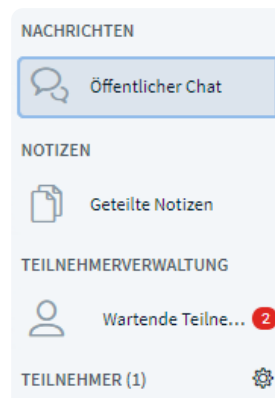 NACHRICHTEN
Öffentlicher Chat
NOTIZEN
Geteilte Notizen
TEILNEHMERVERWALTUNG
Wartende Teilne... 2
TEILNEHMER (1)